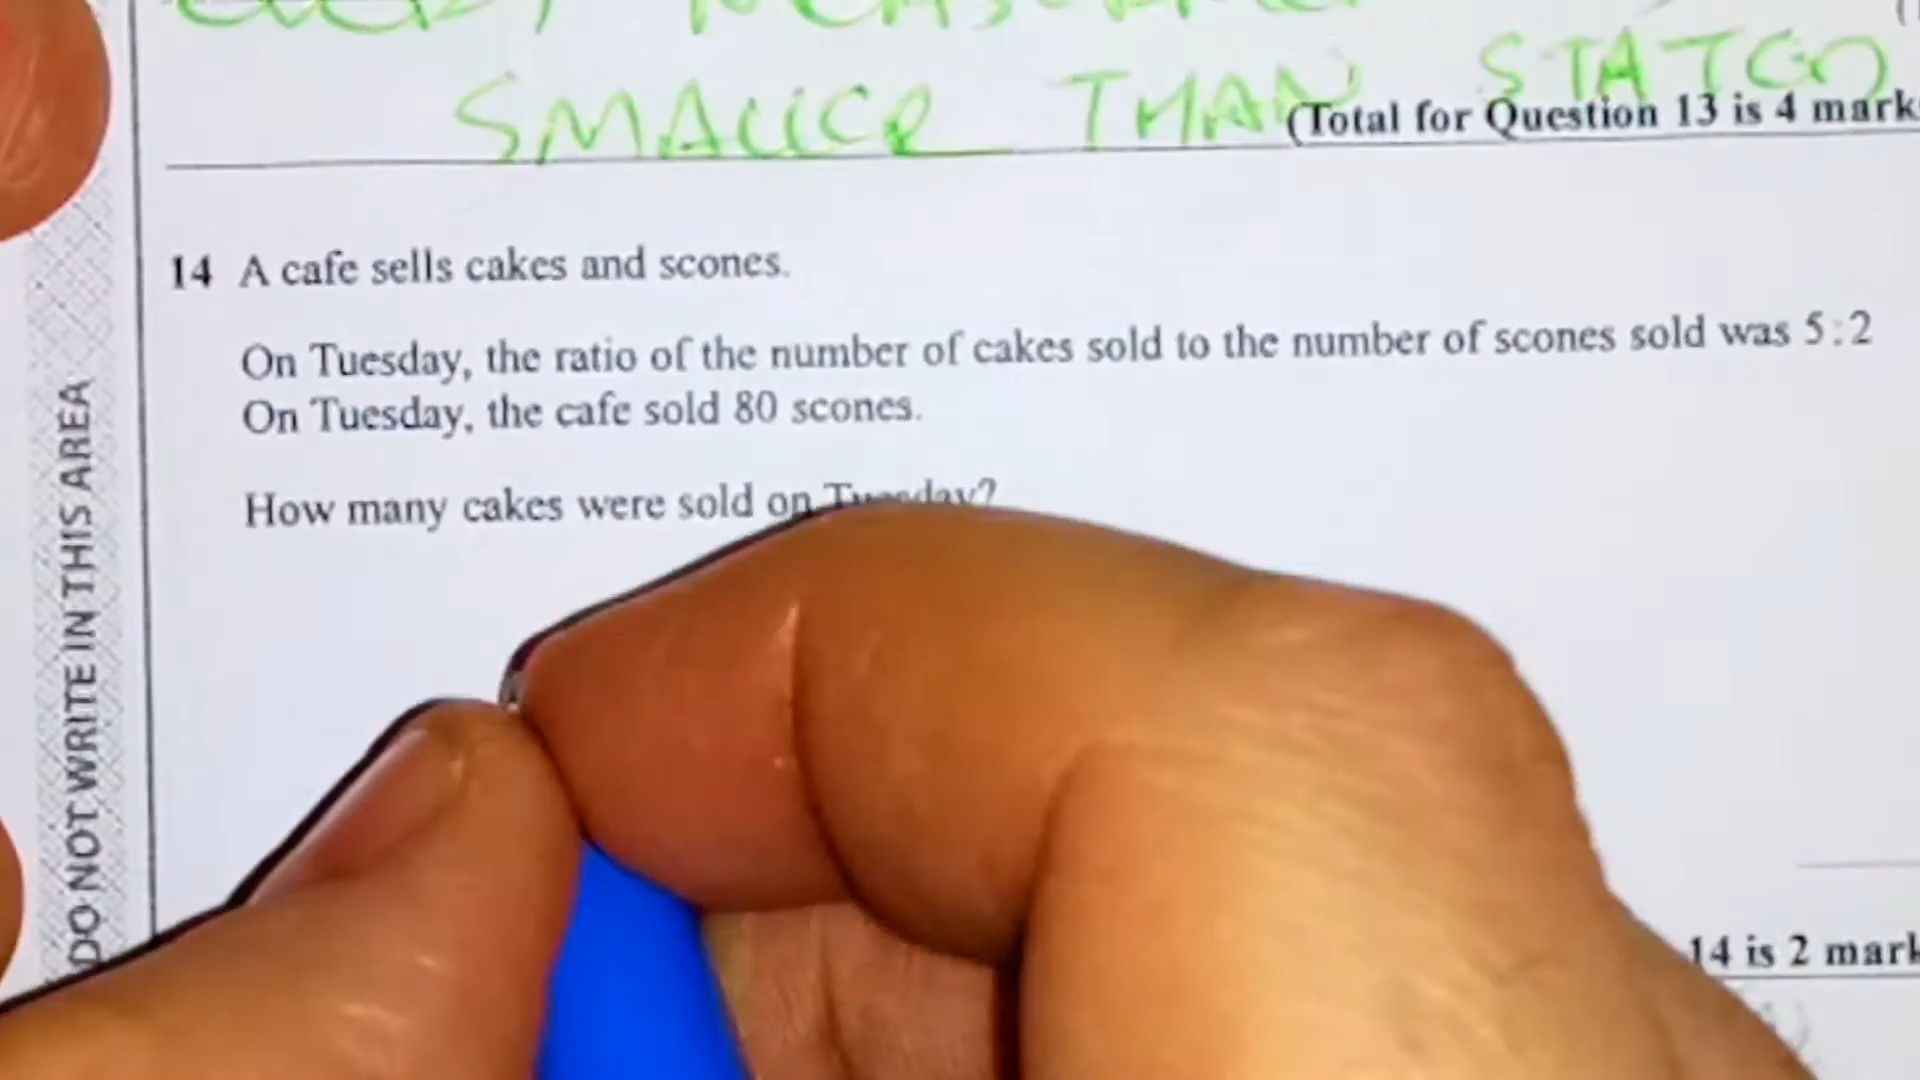 SMALLER THAN STATED
(Total for Question 13 is 4 mark
14 A cafe sells cakes and scones.
On Tuesday, the ratio of the number of cakes sold to the number of scones sold was 5:2
On Tuesday, the cafe sold 80 scones.
How many cakes were sold on Tuesday?
14 is 2 mark
DO NOT WRITE IN THIS AREA